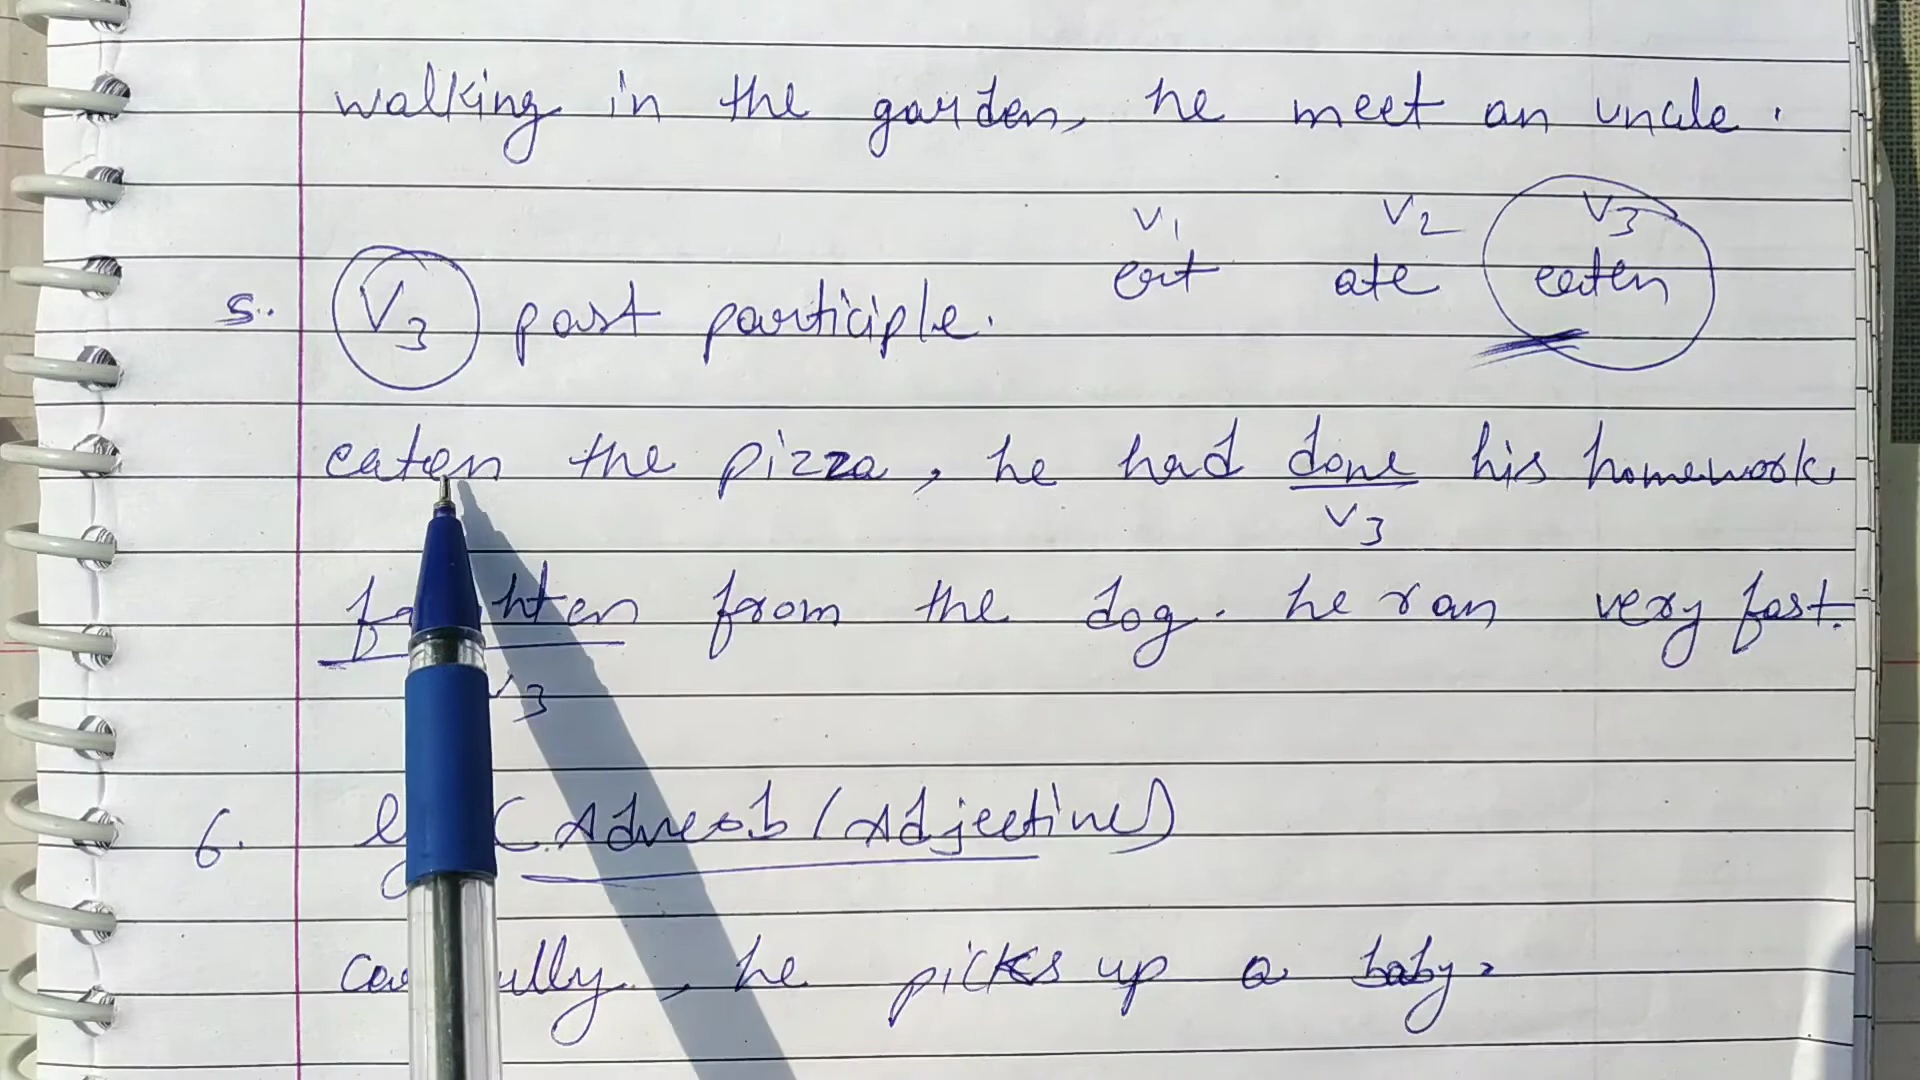 walking in the garden, he meet an uncle.
V1 V2 V3
eat ate eaten
5. V3 past participle.
eaten the pizza, he had done his homework
V3
from the dog. he ran very fast.
V3
6. Adverb (Adjective)
he picks up a baby.